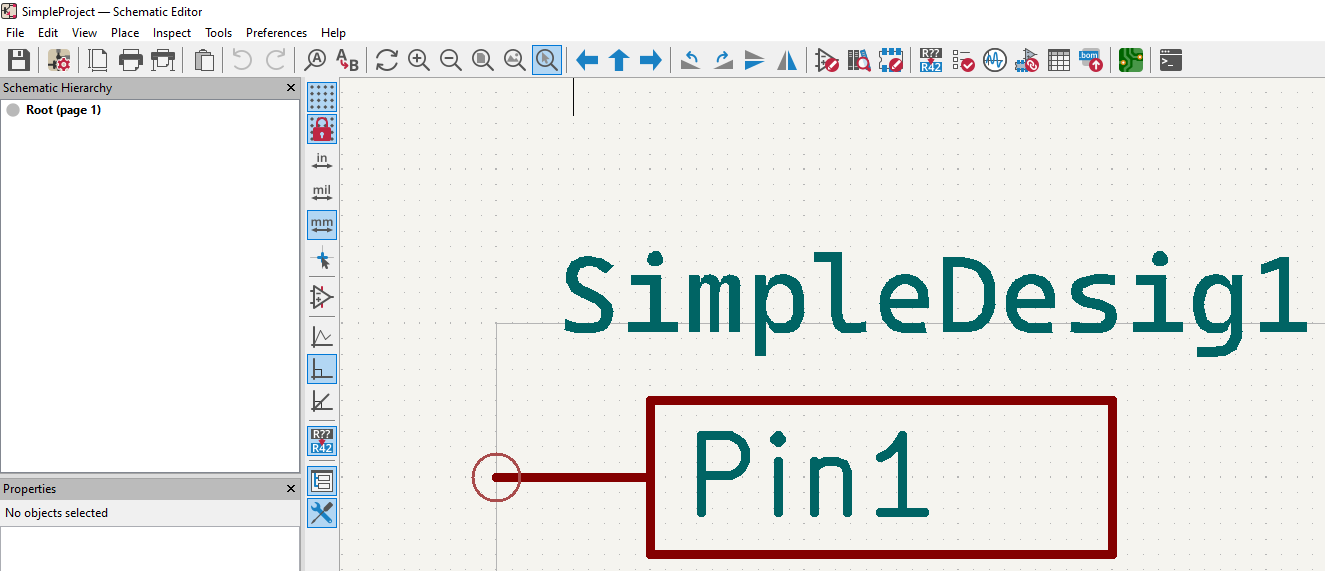 SimpleProject — Schematic Editor
File Edit View Place Inspect Tools Preferences Help
A A B R?? R42 bom
Schematic Hierarchy
Root (page 1)
in
mil
mm
R??
R42
Properties
No objects selected
SimpleDesig1
Pin1